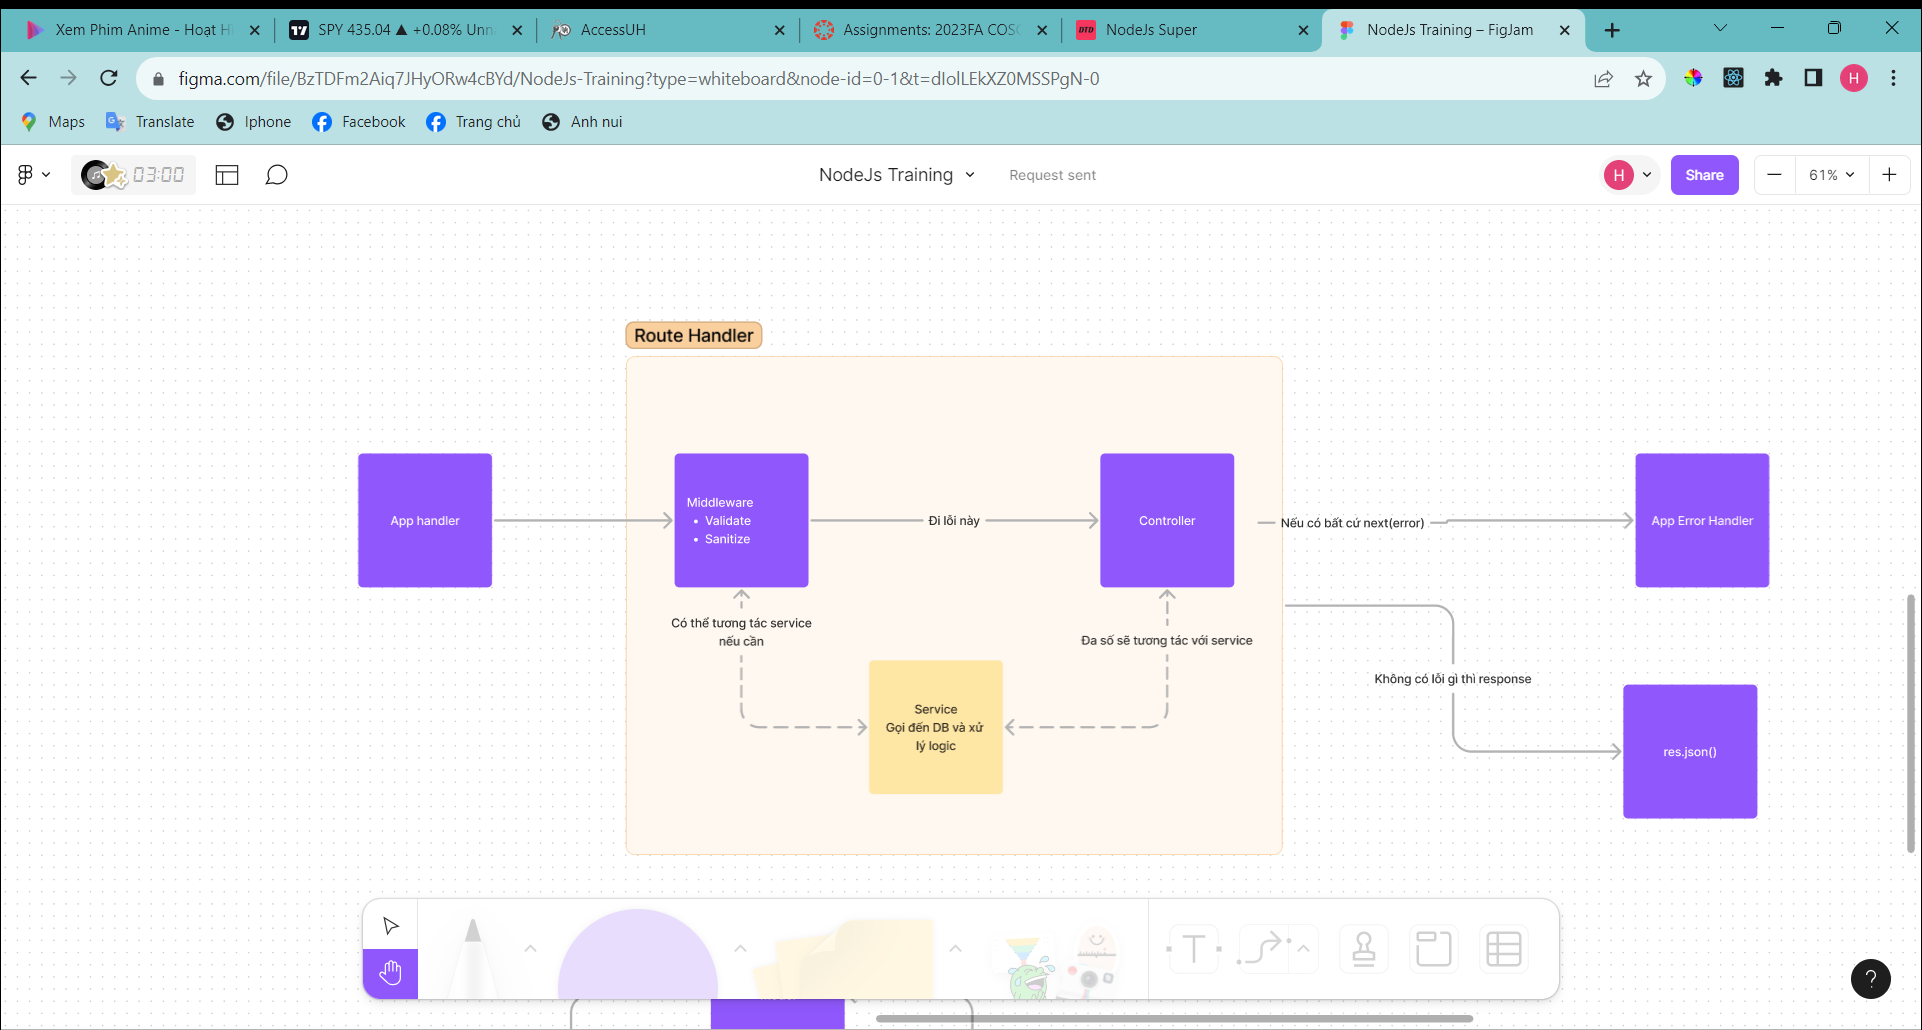 Xem Phim Anime - Hoạt H
SPY 435.04 ▲ +0.08% Unn
AccessUH
Assignments: 2023FA COSC
NodeJs Super
NodeJs Training – FigJam
figma.com/file/BzTDFm2Aiq7JHyORw4cBYd/NodeJs-Training?type=whiteboard&node-id=0-1&t=dIolLEkXZ0MSSPgN-0
H
Maps
Translate
Iphone
Facebook
Trang chủ
Anh nui
03:00
NodeJs Training
Request sent
H
Share
61%
Route Handler
App handler
Middleware
• Validate
• Sanitize
Đi lối này
Controller
Nếu có bất cứ next(error)
App Error Handler
Có thể tương tác service
nếu cần
Đa số sẽ tương tác với service
Service
Gọi đến DB và xử
lý logic
Không có lỗi gì thì response
res.json()
T
?